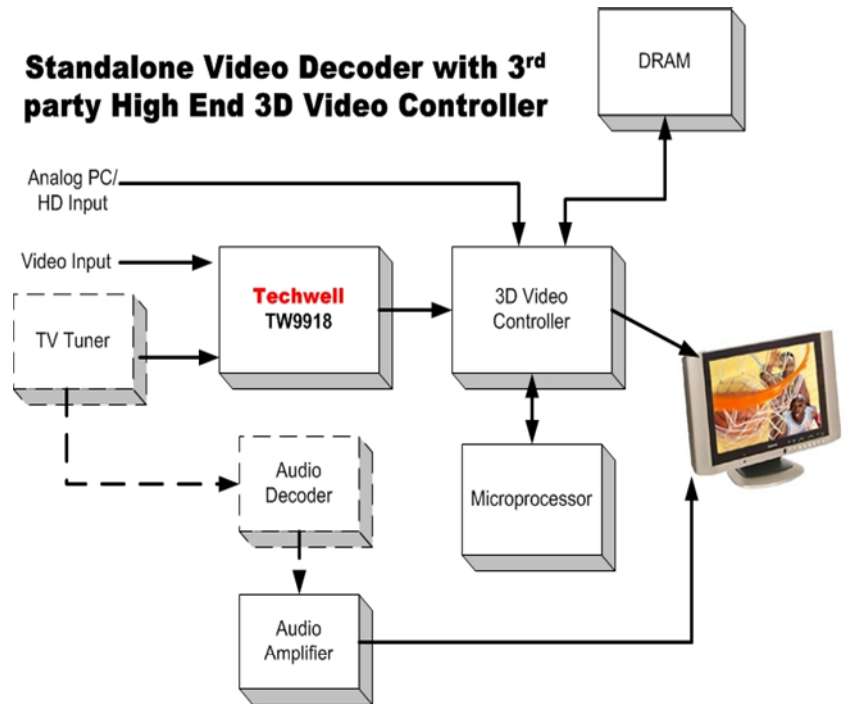 Standalone Video Decoder with 3rd
party High End 3D Video Controller
DRAM
Analog PC/
HD Input
Video Input
Techwell
TW9918
3D Video
Controller
TV Tuner
Audio
Decoder
Microprocessor
Audio
Amplifier